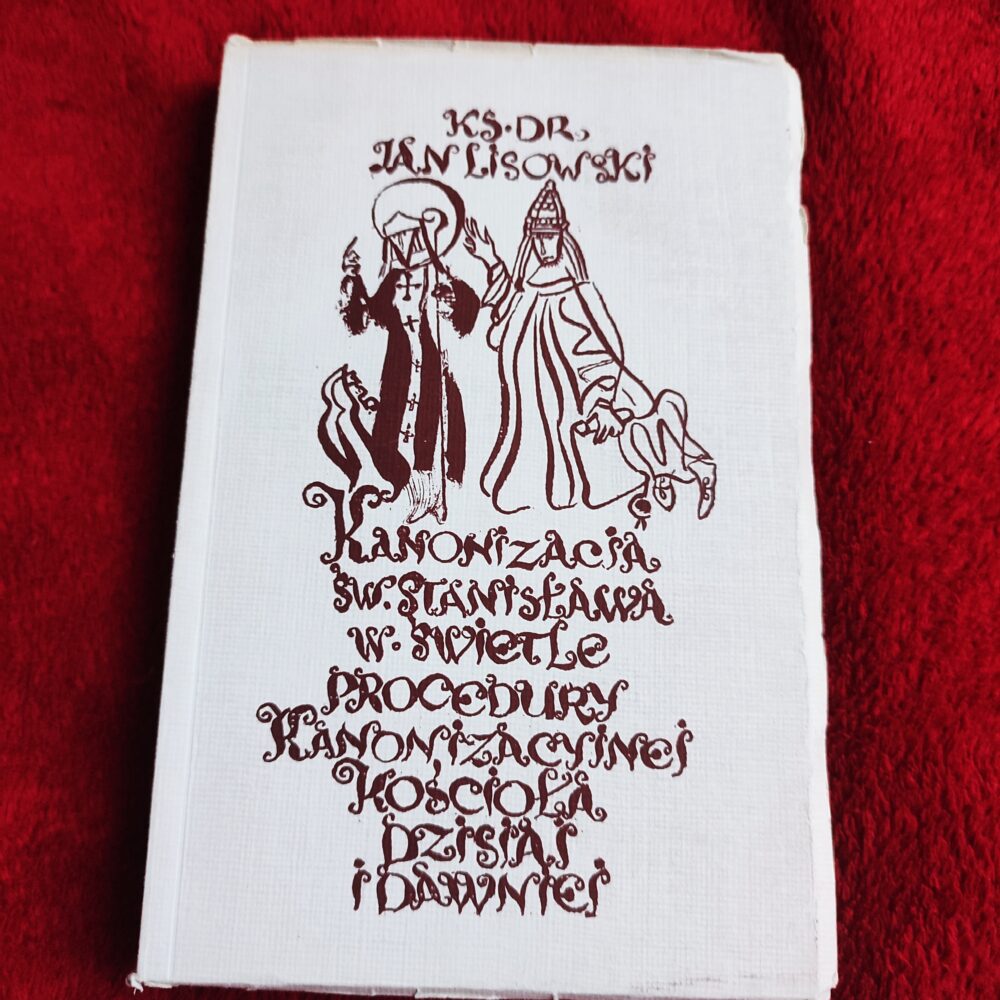 KS. DR.
JAN LISOWSKI
KANONIZACJA
ŚW. STANISŁAWA
W ŚWIETLE
PROCEDURY
KANONIZACYJNEJ
KOŚCIOŁA
DZISIAJ
I DAWNIEJ